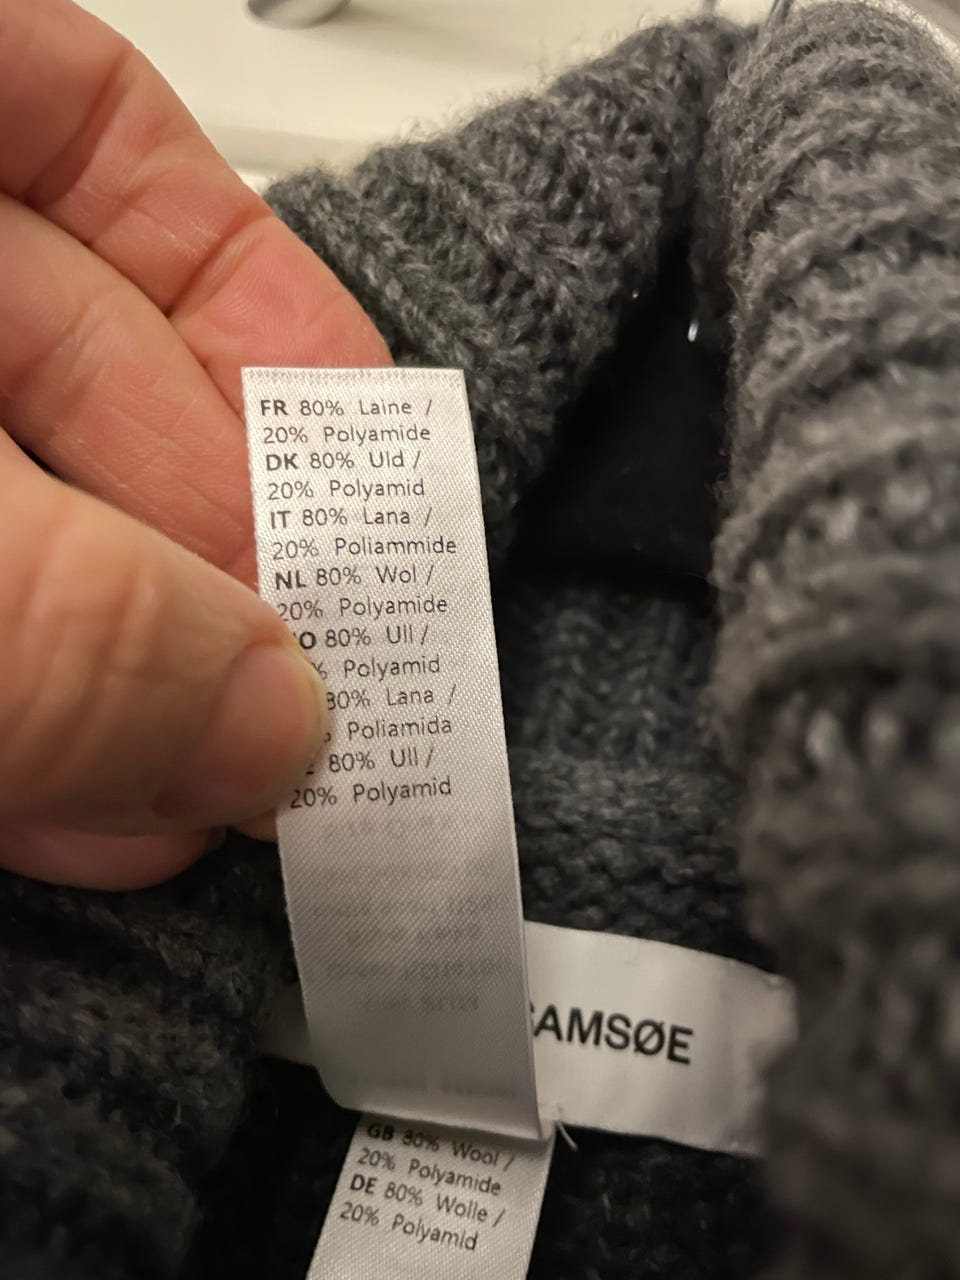 FR 80% Laine /
20% Polyamide
DK 80% Uld /
20% Polyamid
IT 80% Lana /
20% Poliammide
NL 80% Wol /
20% Polyamide
80% Ull /
Polyamid
80% Lana /
Poliamida
80% Ull /
20% Polyamid
SAMSØE
GB 80% Wool /
20% Polyamide
DE 80% Wolle /
20% Polyamid